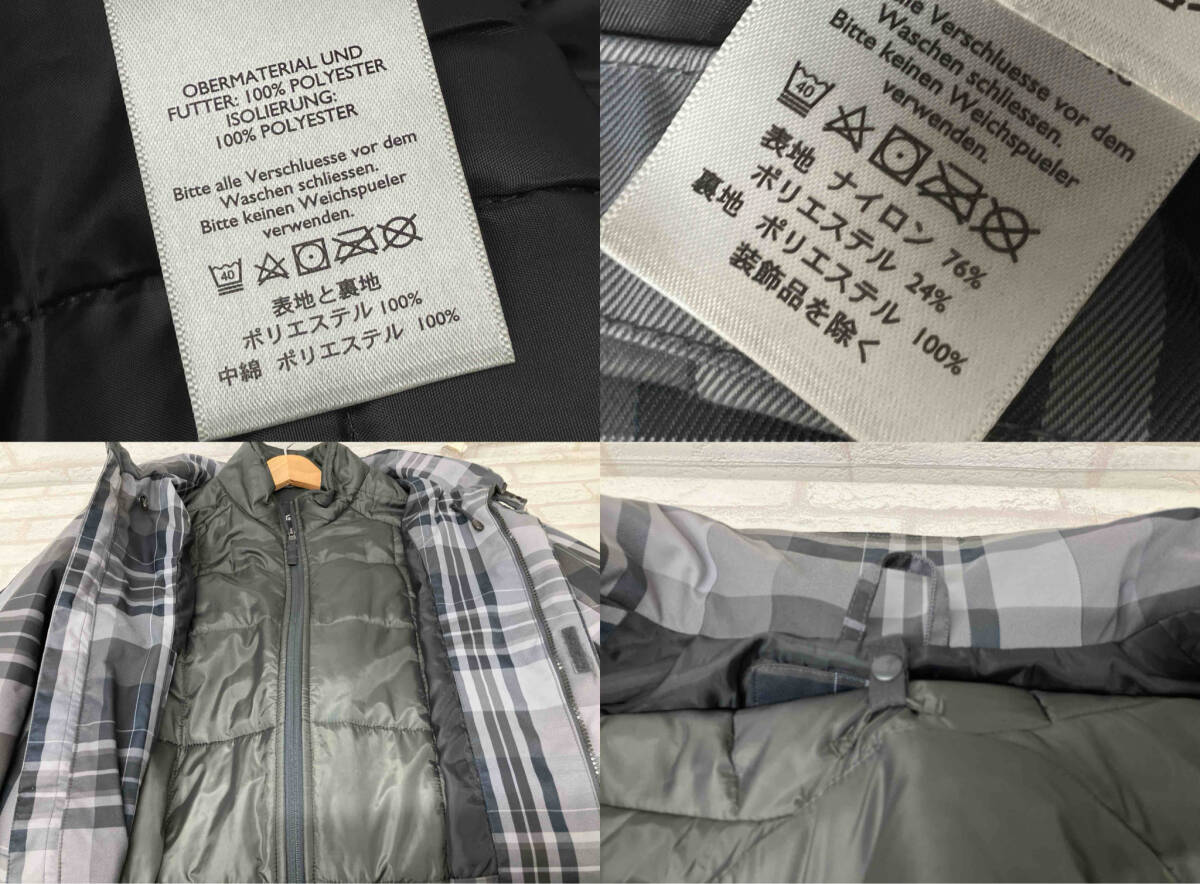 OBERMATERIAL UND
FUTTER: 100% POLYESTER
ISOLIERUNG:
100% POLYESTER
Bitte alle Verschluesse vor dem
Waschen schliessen.
Bitte keinen Weichspueler
verwenden.
40
表地と裏地
ポリエステル 100%
中綿 ポリエステル 100%
alle Verschluesse vor dem
Waschen schliessen.
Bitte keinen Weichspueler
verwenden.
40
表地 ナイロン 76%
ポリエステル 24%
裏地 ポリエステル 100%
装飾品を除く